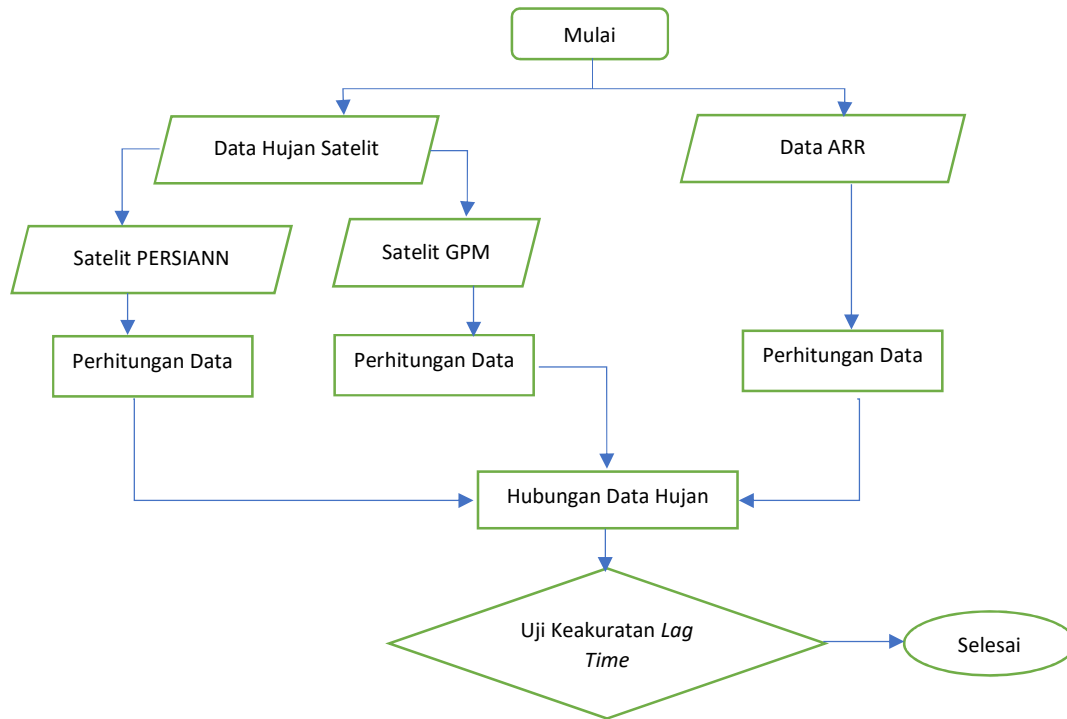 Mulai
Data Hujan Satelit
Data ARR
Satelit PERSIANN
Satelit GPM
Perhitungan Data
Perhitungan Data
Perhitungan Data
Hubungan Data Hujan
Uji Keakuratan Lag
Time
Selesai